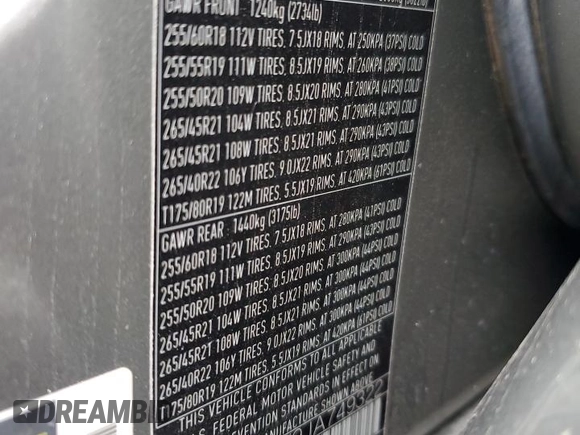 GAWR FRONT 1240kg (2734lb)
255/60R18 112V TIRES, 7.5JX18 RIMS, AT 250KPA (37PSI) COLD
255/55R19 111W TIRES, 8.5JX19 RIMS, AT 260KPA (38PSI) COLD
255/50R20 109W TIRES, 8.5JX20 RIMS, AT 280KPA (41PSI) COLD
265/45R21 104W TIRES, 8.5JX21 RIMS, AT 290KPA (43PSI) COLD
265/45R21 108W TIRES, 8.5JX21 RIMS, AT 290KPA (43PSI) COLD
265/40R22 106Y TIRES, 9.0JX22 RIMS, AT 290KPA (43PSI) COLD
T175/80R19 122M TIRES, 5.5JX19 RIMS, AT 420KPA (61PSI) COLD
GAWR REAR 1440kg (3175lb)
255/60R18 112V TIRES, 7.5JX18 RIMS, AT 280KPA (41PSI) COLD
255/55R19 111W TIRES, 8.5JX19 RIMS, AT 290KPA (43PSI) COLD
255/50R20 109W TIRES, 8.5JX20 RIMS, AT 300KPA (44PSI) COLD
265/45R21 104W TIRES, 8.5JX21 RIMS, AT 300KPA (44PSI) COLD
265/45R21 108W TIRES, 8.5JX21 RIMS, AT 300KPA (44PSI) COLD
265/40R22 106Y TIRES, 9.0JX22 RIMS, AT 300KPA (44PSI) COLD
T175/80R19 122M TIRES, 5.5JX19 RIMS, AT 420KPA (61PSI) COLD
THIS VEHICLE CONFORMS TO ALL APPLICABLE
U.S. FEDERAL MOTOR VEHICLE SAFETY AND
PREVENTION STANDARDS IN EFFECT
MANUFACTURE SHOWN ABOVE
1A749322
DREAMBI